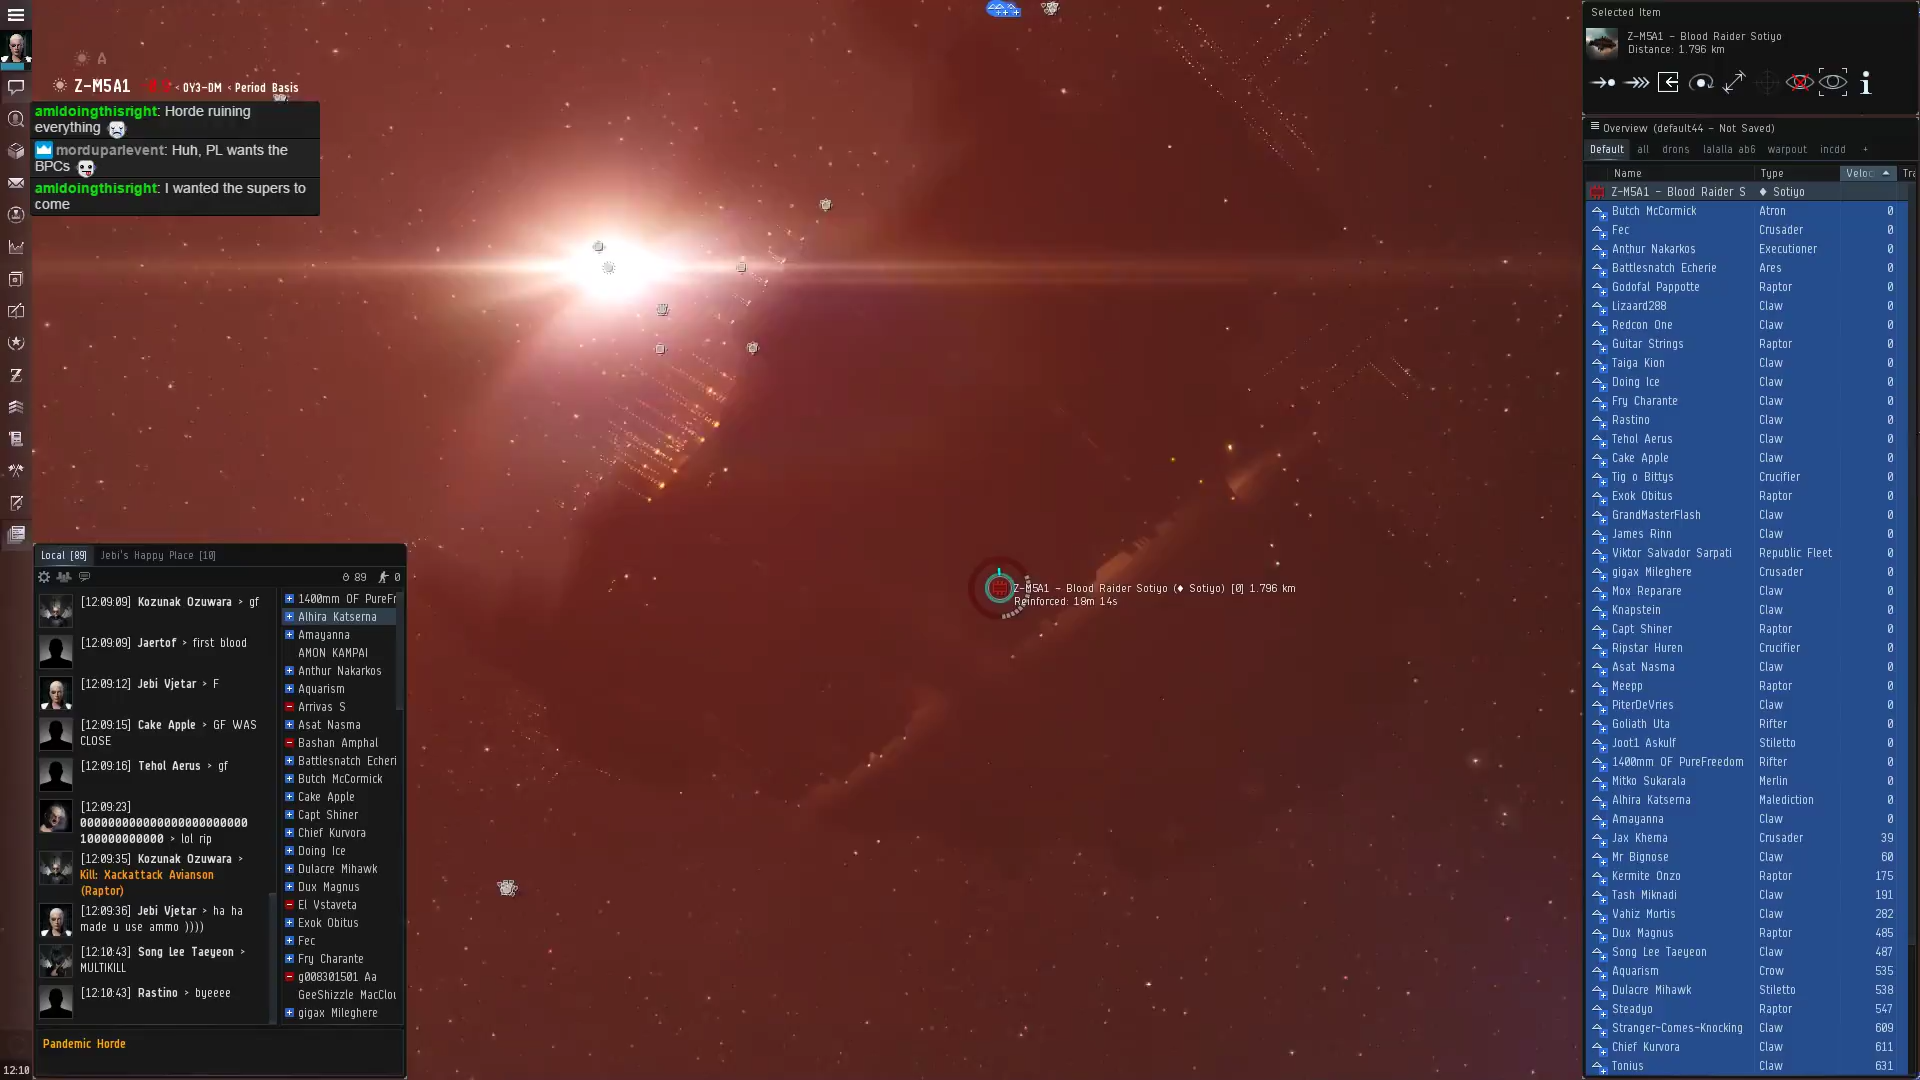 A
Z-M5A1 < OY3-DM < Period Basis
amIdoingthisright: Horde ruining
everything
morduparlevent: Huh, PL wants the
BPCs
amIdoingthisright: I wanted the supers to
come
Local [89] Jebi's Happy Place [10]
89 0
[12:09:09] Kozunak Ozuwara > gf
[12:09:09] Jaertof > first blood
[12:09:12] Jebi Vjetar > F
[12:09:15] Cake Apple > GF WAS
CLOSE
[12:09:16] Tehol Aerus > gf
[12:09:23]
> lol rip
[12:09:35] Kozunak Ozuwara >
Kill: Xackattack Avianson
(Raptor)
[12:09:36] Jebi Vjetar > ha ha
made u use ammo ))))
[12:10:43] Song Lee Taeyeon >
MULTIKILL
[12:10:43] Rastino > byeeee
1400mm OF PureFr
Alhira Katserna
Amayanna
AMON KAMPAI
Anthur Nakarkos
Aquarism
Arrivas S
Asat Nasma
Bashan Amphal
Battlesnatch Echeri
Butch McCormick
Cake Apple
Capt Shiner
Chief Kurvora
Doing Ice
Dulacre Mihawk
Dux Magnus
El Vstaveta
Exok Obitus
Fec
Fry Charante
g008301501 Aa
GeeShizzle MacClou
gigax Mileghere
Pandemic Horde
12:10
Z-M5A1 - Blood Raider Sotiyo (♦ Sotiyo) [0] 1.796 km
Reinforced: 18m 14s
Selected Item
Z-M5A1 - Blood Raider Sotiyo
Distance: 1.796 km
Overview (default44 - Not Saved)
Default all drons lalalla ab6 warpout incdd +
Name Type Veloc Tra
Z-M5A1 - Blood Raider S ♦ Sotiyo
Butch McCormick Atron 0
Fec Crusader 0
Anthur Nakarkos Executioner 0
Battlesnatch Echerie Ares 0
Godofal Pappotte Raptor 0
Lizaard288 Claw 0
Redcon One Claw 0
Guitar Strings Raptor 0
Taiga Kion Claw 0
Doing Ice Claw 0
Fry Charante Claw 0
Rastino Claw 0
Tehol Aerus Claw 0
Cake Apple Claw 0
Tig o Bittys Crucifier 0
Exok Obitus Raptor 0
GrandMasterFlash Claw 0
James Rinn Claw 0
Viktor Salvador Sarpati Republic Fleet 0
gigax Mileghere Crusader 0
Mox Reparare Claw 0
Knapstein Claw 0
Capt Shiner Raptor 0
Ripstar Huren Crucifier 0
Asat Nasma Claw 0
Meepp Raptor 0
PiterDeVries Claw 0
Goliath Uta Rifter 0
Joot1 Askulf Stiletto 0
1400mm OF PureFreedom Rifter 0
Mitko Sukarala Merlin 0
Alhira Katserna Malediction 0
Amayanna Claw 0
Jax Khema Crusader 39
Mr Bignose Claw 60
Kermite Onzo Raptor 175
Tash Miknadi Claw 191
Vahiz Mortis Claw 282
Dux Magnus Raptor 485
Song Lee Taeyeon Claw 487
Aquarism Crow 535
Dulacre Mihawk Stiletto 538
Steadyo Raptor 547
Stranger-Comes-Knocking Claw 609
Chief Kurvora Claw 611
Tonius Claw 631